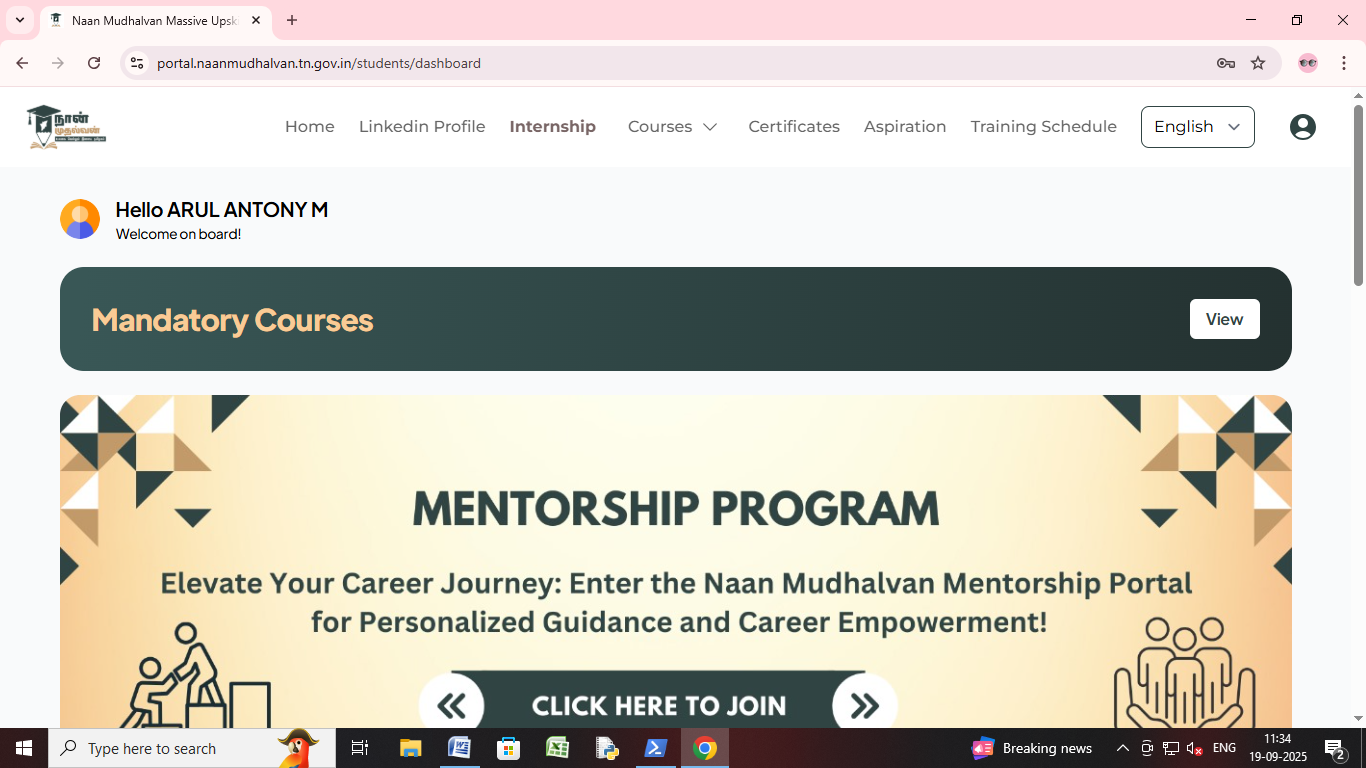 Naan Mudhalvan Massive Upsk
portal.naanmudhalvan.tn.gov.in/students/dashboard
நான்
முதல்வன்
Home Linkedin Profile Internship Courses Certificates Aspiration Training Schedule English
Hello ARUL ANTONY M
Welcome on board!
Mandatory Courses
View
MENTORSHIP PROGRAM
Elevate Your Career Journey: Enter the Naan Mudhalvan Mentorship Portal
for Personalized Guidance and Career Empowerment!
CLICK HERE TO JOIN
Type here to search
Breaking news
ENG
11:34
19-09-2025
2